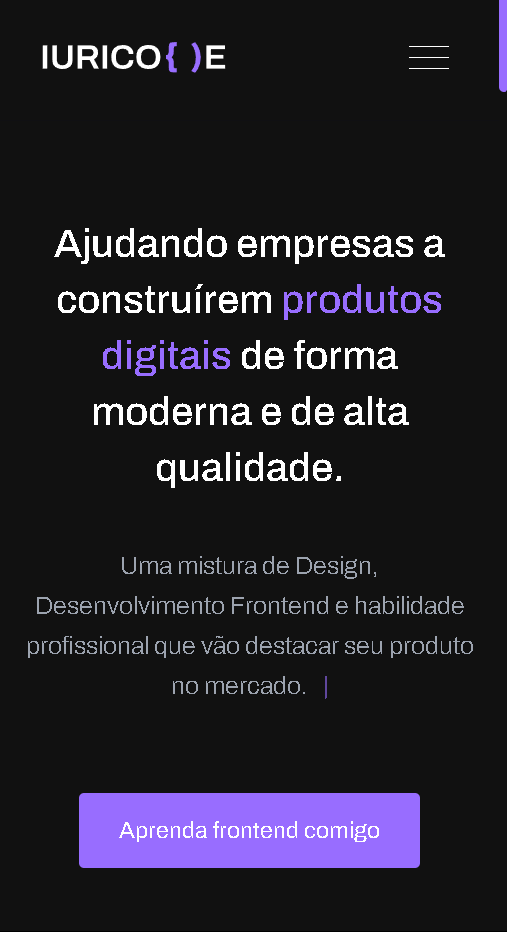 IURICO{ }E
Ajudando empresas a
construírem produtos
digitais de forma
moderna e de alta
qualidade.
Uma mistura de Design,
Desenvolvimento Frontend e habilidade
profissional que vão destacar seu produto
no mercado. |
Aprenda frontend comigo